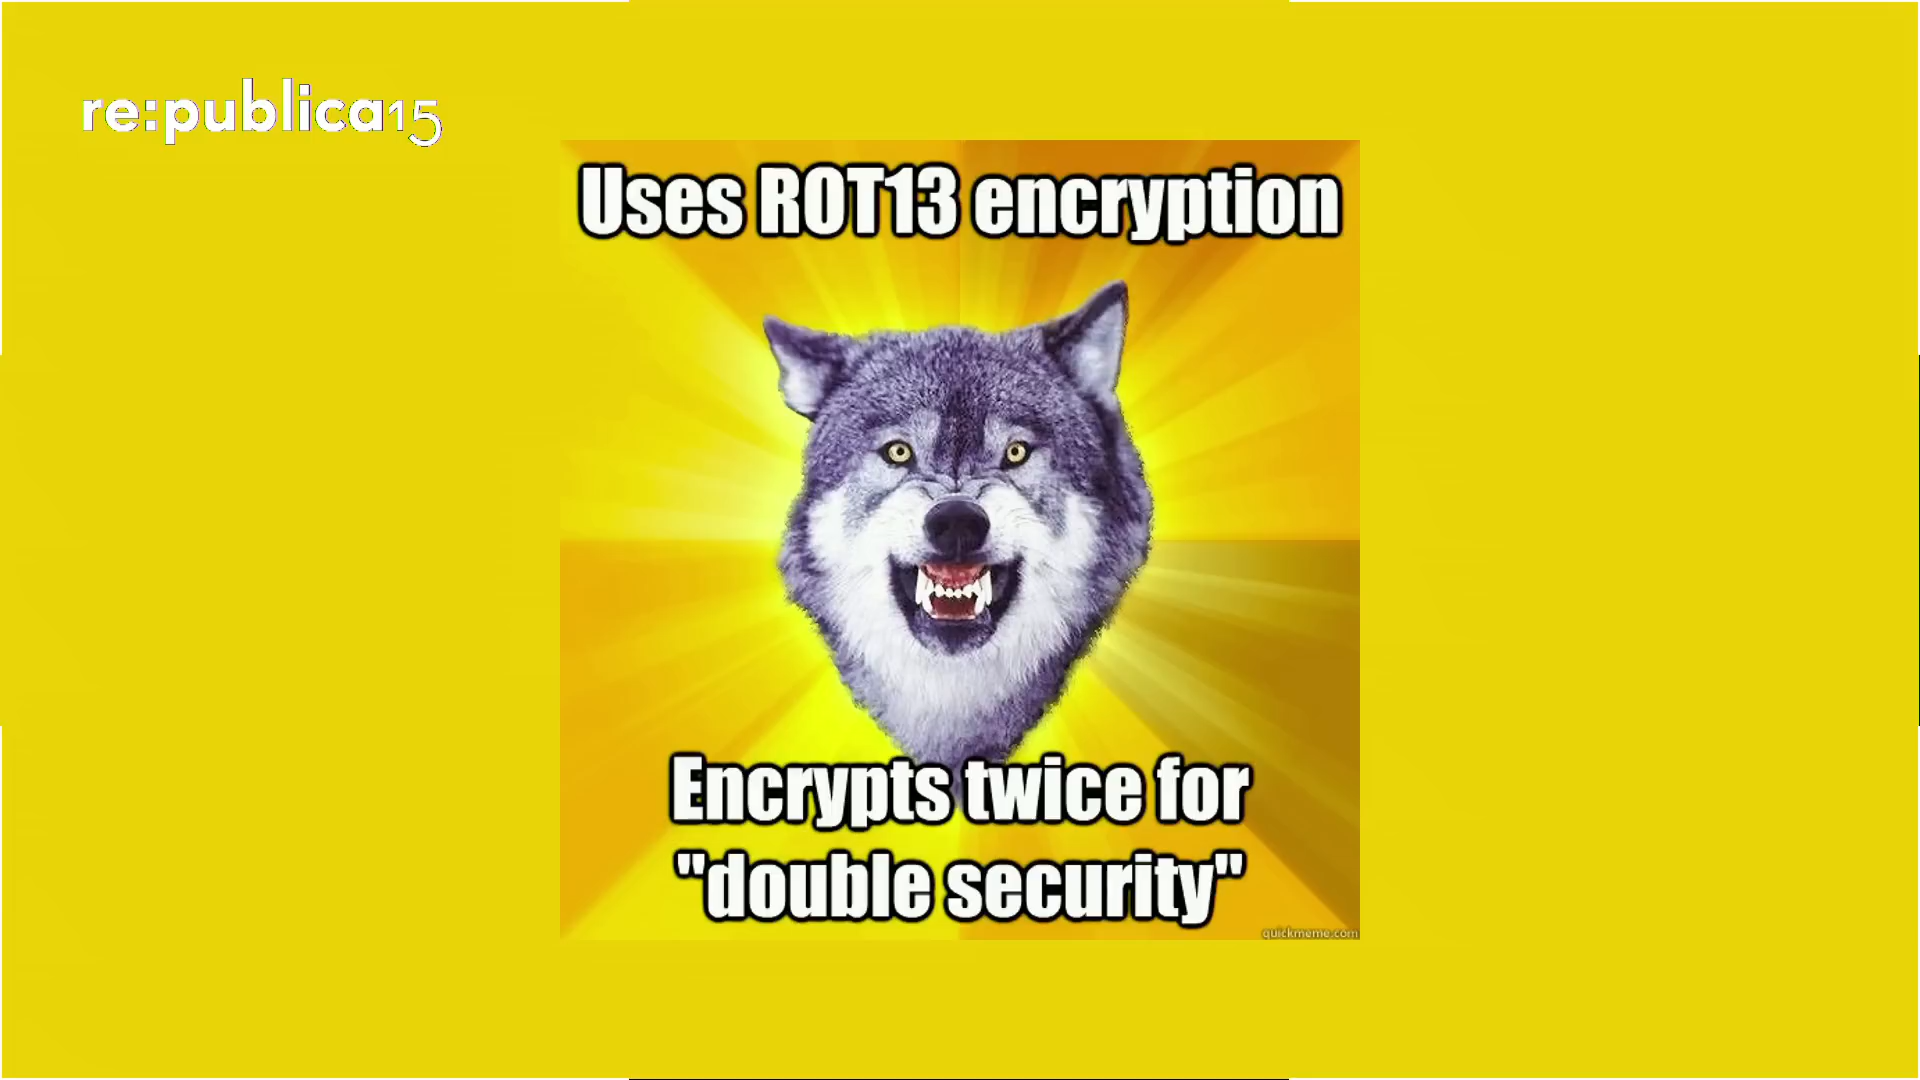 re:publica15
Uses ROT13 encryption
Encrypts twice for
"double security"
quickmeme.com